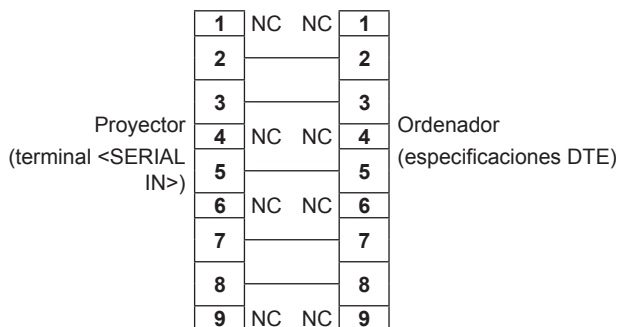 1 NC NC 1
2 2
3 3
Proyector
(terminal <SERIAL
IN>)
4 NC NC 4
Ordenador
(especificaciones DTE)
5 5
6 NC NC 6
7 7
8 8
9 NC NC 9